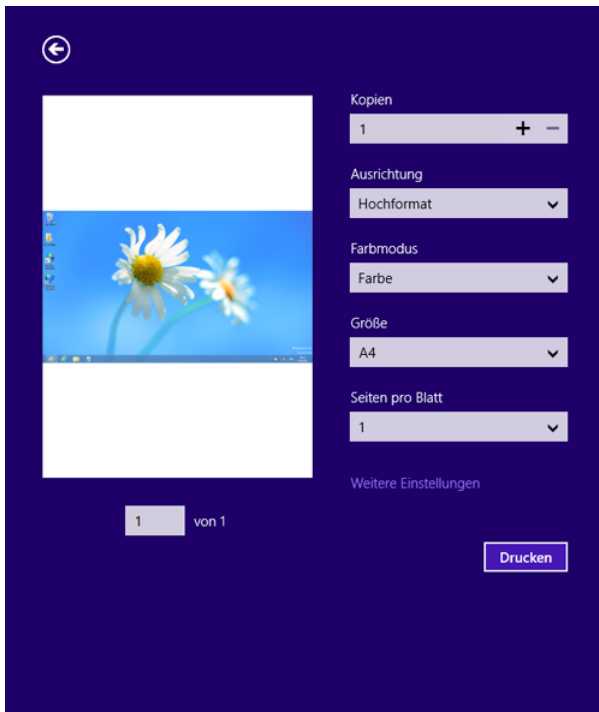 Kopien
1
Ausrichtung
Hochformat
Farbmodus
Farbe
Größe
A4
Seiten pro Blatt
1
Weitere Einstellungen
1 von 1
Drucken